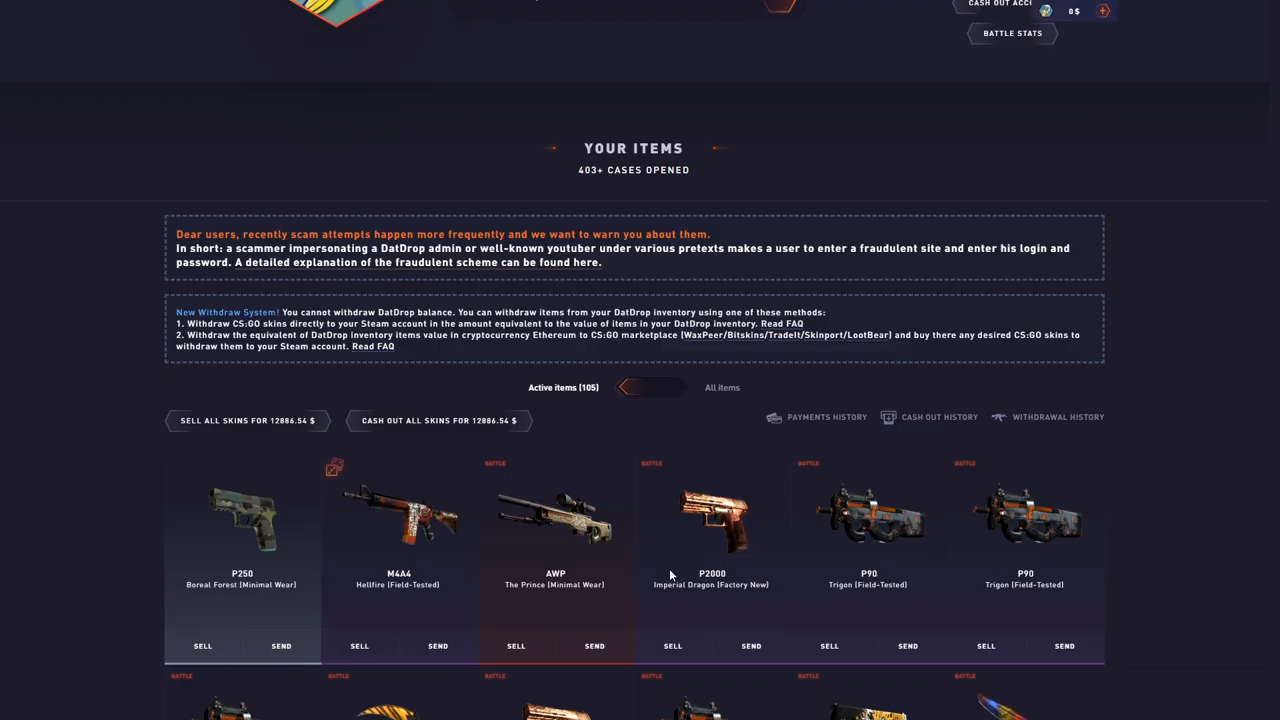 CASH OUT ACC
0 $
BATTLE STATS
YOUR ITEMS
403+ CASES OPENED
Dear users, recently scam attempts happen more frequently and we want to warn you about them.
In short: a scammer impersonating a DatDrop admin or well-known youtuber under various pretexts makes a user to enter a fraudulent site and enter his login and
password. A detailed explanation of the fraudulent scheme can be found here.
New Withdraw System! You cannot withdraw DatDrop balance. You can withdraw items from your DatDrop inventory using one of these methods:
1. Withdraw CS:GO skins directly to your Steam account in the amount equivalent to the value of items in your DatDrop inventory. Read FAQ
2. Withdraw the equivalent of DatDrop inventory items value in cryptocurrency Ethereum to CS:GO marketplace (WaxPeer/Bitskins/TradeIt/Skinport/LootBear) and buy there any desired CS:GO skins to
withdraw them to your Steam account. Read FAQ
Active items (105) All items
SELL ALL SKINS FOR 12886.54 $ CASH OUT ALL SKINS FOR 12886.54 $ PAYMENTS HISTORY CASH OUT HISTORY WITHDRAWAL HISTORY
BATTLE BATTLE BATTLE BATTLE
P250 M4A4 AWP P2000 P90 P90
Boreal Forest (Minimal Wear) Hellfire (Field-Tested) The Prince (Minimal Wear) Imperial Dragon (Factory New) Trigon (Field-Tested) Trigon (Field-Tested)
SELL SEND SELL SEND SELL SEND SELL SEND SELL SEND SELL SEND
BATTLE BATTLE BATTLE BATTLE BATTLE BATTLE